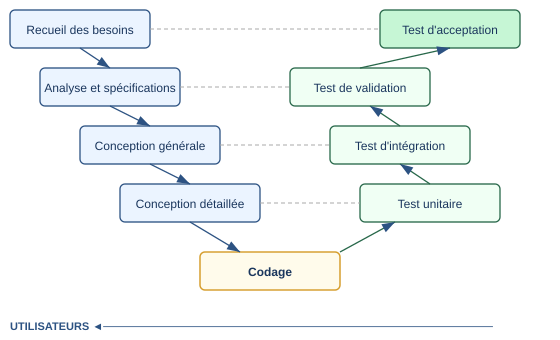 Recueil des besoins
Test d'acceptation
Analyse et spécifications
Test de validation
Conception générale
Test d'intégration
Conception détaillée
Test unitaire
Codage
UTILISATEURS